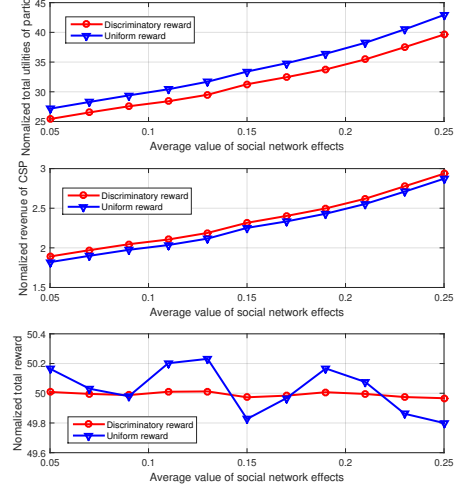 Normalized total utilities of partici
45
40
35
30
25
Discriminatory reward
Uniform reward
0.05 0.1 0.15 0.2 0.25
Average value of social network effects
Normalized revenue of CSP
3
2.5
2
1.5
Discriminatory reward
Uniform reward
0.05 0.1 0.15 0.2 0.25
Average value of social network effects
Normalized total reward
50.4
50.2
50
49.8
49.6
Discriminatory reward
Uniform reward
0.05 0.1 0.15 0.2 0.25
Average value of social network effects